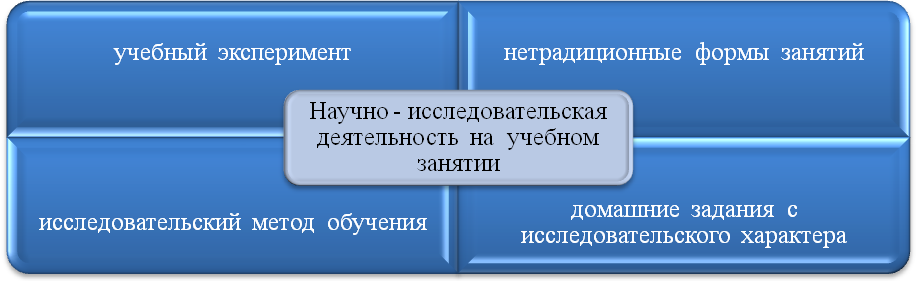 учебный эксперимент
нетрадиционные формы занятий
Научно - исследовательская
деятельность на учебном
занятии
исследовательский метод обучения
домашние задания с
исследовательского характера